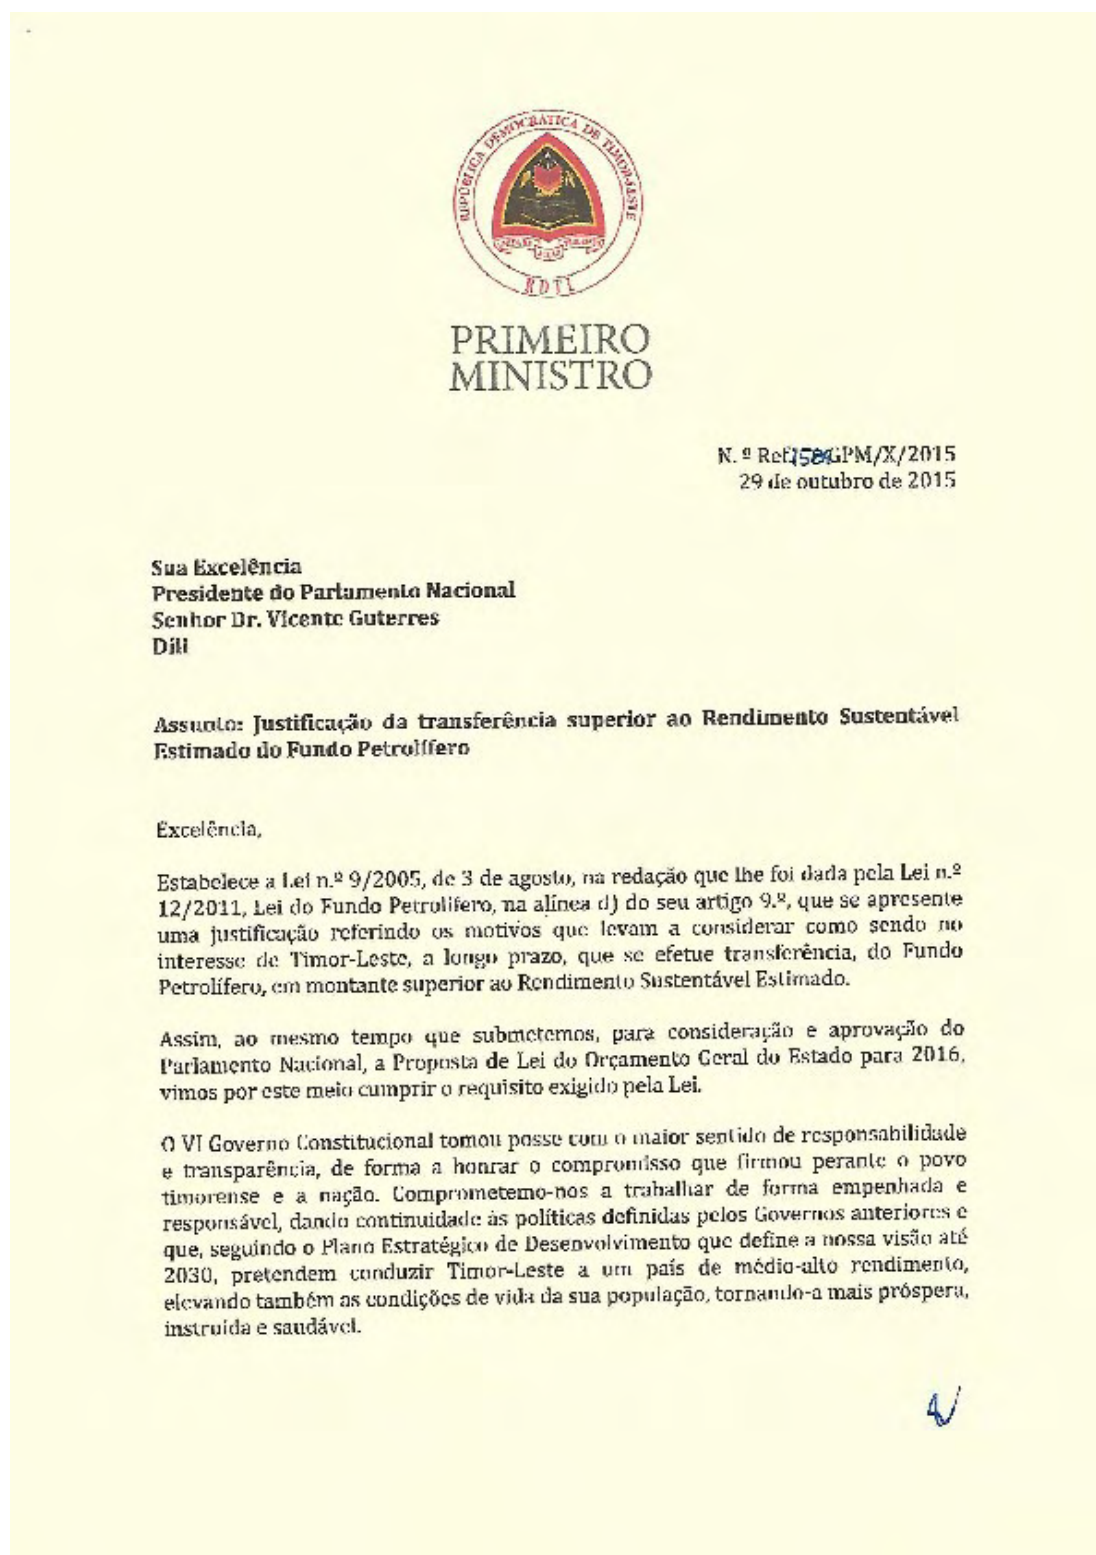 REPÚBLICA DEMOCRÁTICA DE TIMOR-LESTE
RDTL
PRIMEIRO
MINISTRO
N.º Ref. GPM/X/2015
29 de outubro de 2015
Sua Excelência
Presidente do Parlamento Nacional
Senhor Dr. Vicente Guterres
Díli
Assunto: Justificação da transferência superior ao Rendimento Sustentável
Estimado do Fundo Petrolífero
Excelência,
Estabelece a Lei n.º 9/2005, de 3 de agosto, na redação que lhe foi dada pela Lei n.º
12/2011, Lei do Fundo Petrolífero, na alínea d) do seu artigo 9.º, que se apresente
uma justificação referindo os motivos que levam a considerar como sendo no
interesse de Timor-Leste, a longo prazo, que se efetue transferência, do Fundo
Petrolífero, em montante superior ao Rendimento Sustentável Estimado.
Assim, ao mesmo tempo que submetemos, para consideração e aprovação do
Parlamento Nacional, a Proposta de Lei do Orçamento Geral do Estado para 2016,
vimos por este meio cumprir o requisito exigido pela Lei.
O VI Governo Constitucional tomou posse com o maior sentido de responsabilidade
e transparência, de forma a honrar o compromisso que firmou perante o povo
timorense e a nação. Comprometemo-nos a trabalhar de forma empenhada e
responsável, dando continuidade às políticas definidas pelos Governos anteriores e
que, seguindo o Plano Estratégico de Desenvolvimento que define a nossa visão até
2030, pretendem conduzir Timor-Leste a um país de médio-alto rendimento,
elevando também as condições de vida da sua população, tornando-a mais próspera,
instruída e saudável.